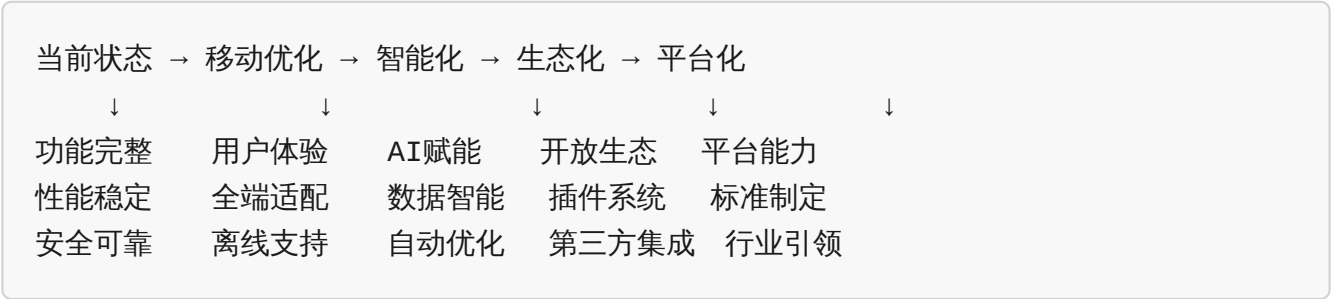 当前状态 → 移动优化 → 智能化 → 生态化 → 平台化
↓ ↓ ↓ ↓ ↓
功能完整 用户体验 AI赋能 开放生态 平台能力
性能稳定 全端适配 数据智能 插件系统 标准制定
安全可靠 离线支持 自动优化 第三方集成 行业引领